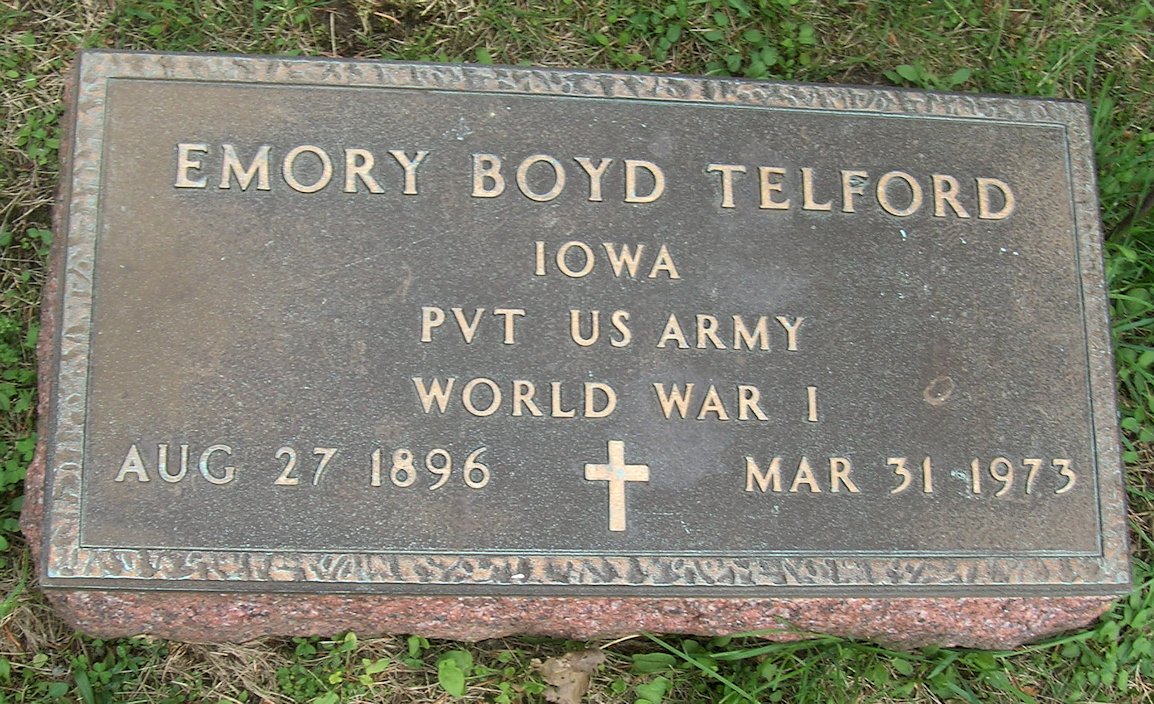 EMORY BOYD TELFORD
IOWA
PVT US ARMY
WORLD WAR I
AUG 27 1896 MAR 31 1973